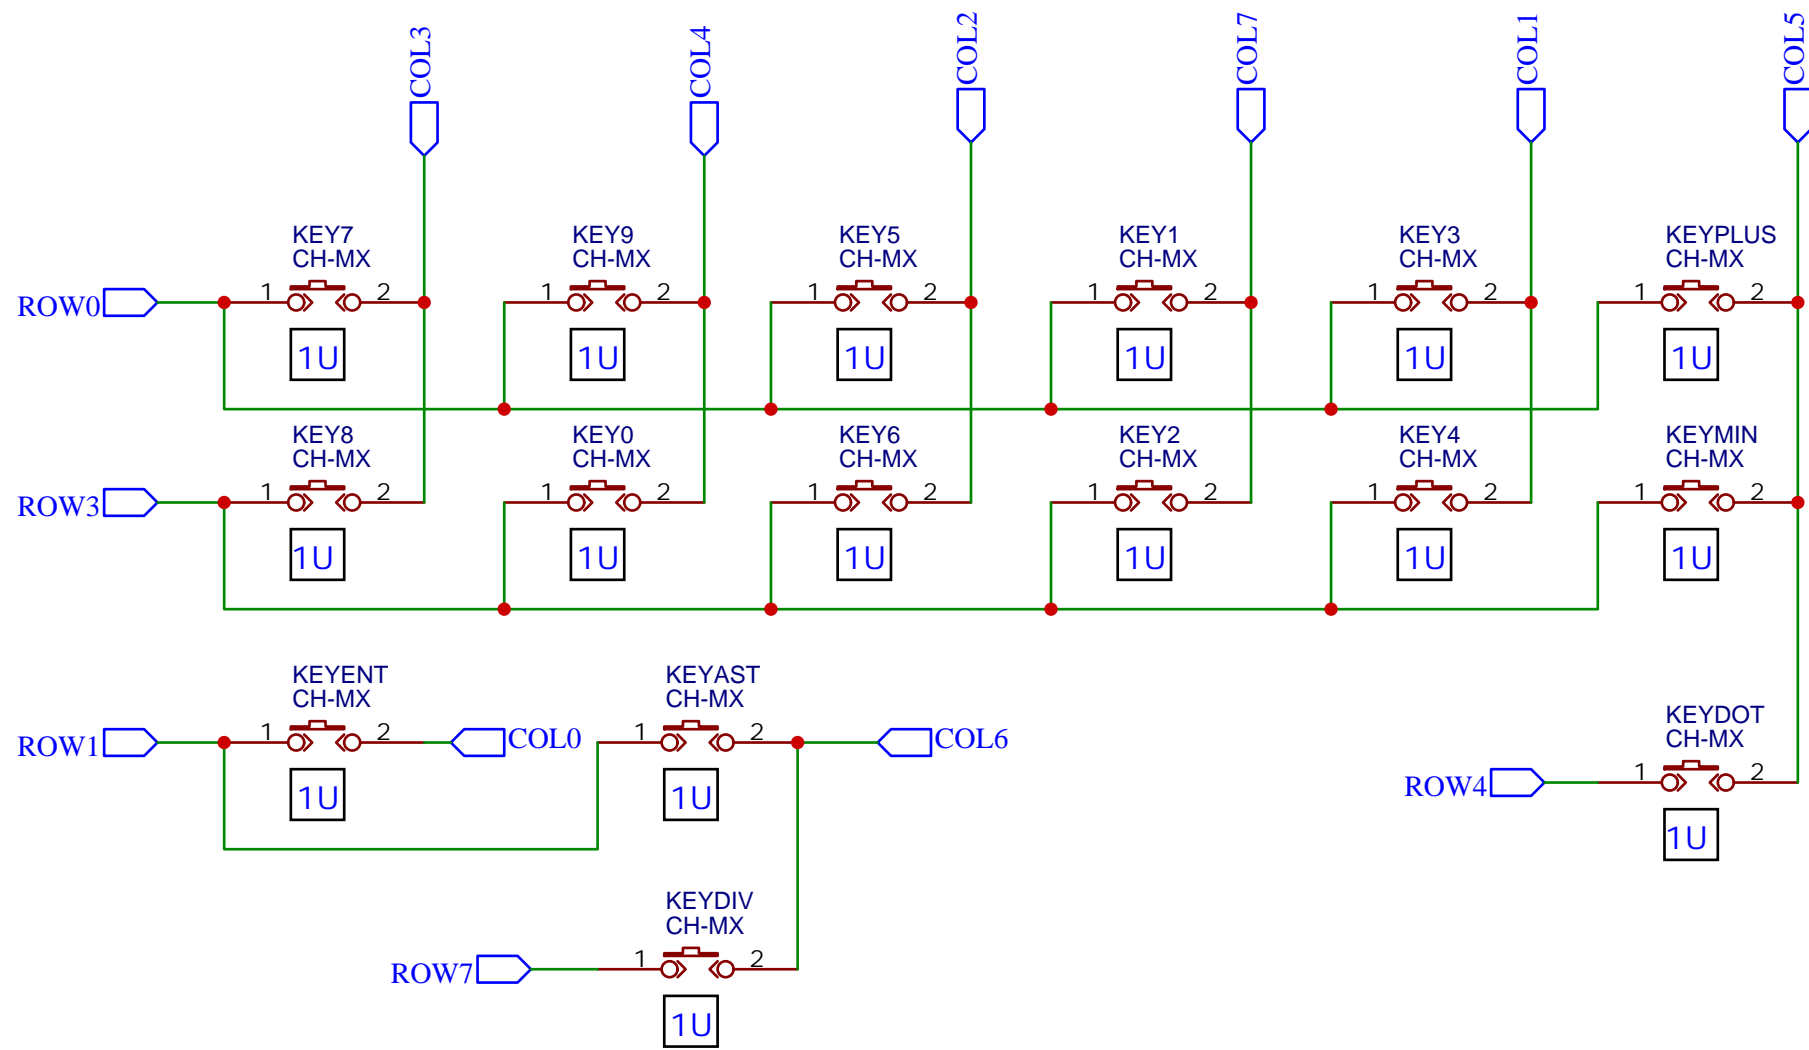 COL3
COL4
COL2
COL7
COL1
COL5
KEY7
CH-MX
KEY9
CH-MX
KEY5
CH-MX
KEY1
CH-MX
KEY3
CH-MX
KEYPLUS
CH-MX
ROW0
1 2
1 2
1 2
1 2
1 2
1 2
1U
1U
1U
1U
1U
1U
KEY8
CH-MX
KEY0
CH-MX
KEY6
CH-MX
KEY2
CH-MX
KEY4
CH-MX
KEYMIN
CH-MX
ROW3
1 2
1 2
1 2
1 2
1 2
1 2
1U
1U
1U
1U
1U
1U
KEYENT
CH-MX
KEYAST
CH-MX
ROW1
1 2
COL0
1 2
COL6
1U
1U
KEYDOT
CH-MX
ROW4
1 2
1U
KEYDIV
CH-MX
ROW7
1 2
1U